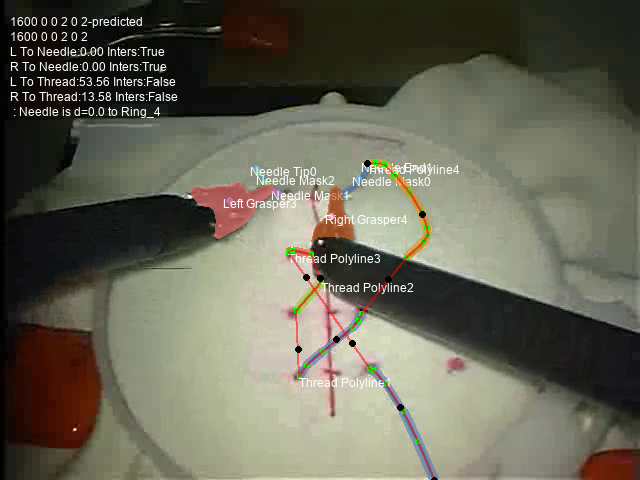 1600 0 0 2 0 2-predicted
1600 0 0 2 0 2
L To Needle:0.00 Inters:True
R To Needle:0.00 Inters:True
L To Thread:53.56 Inters:False
R To Thread:13.58 Inters:False
: Needle is d=0.0 to Ring_4
Needle Tip0
Thread Polyline4
Needle Mask2
Needle Mask0
Needle Mask1
Left Grasper3
Right Grasper4
Thread Polyline3
Thread Polyline2
Thread Polyline1